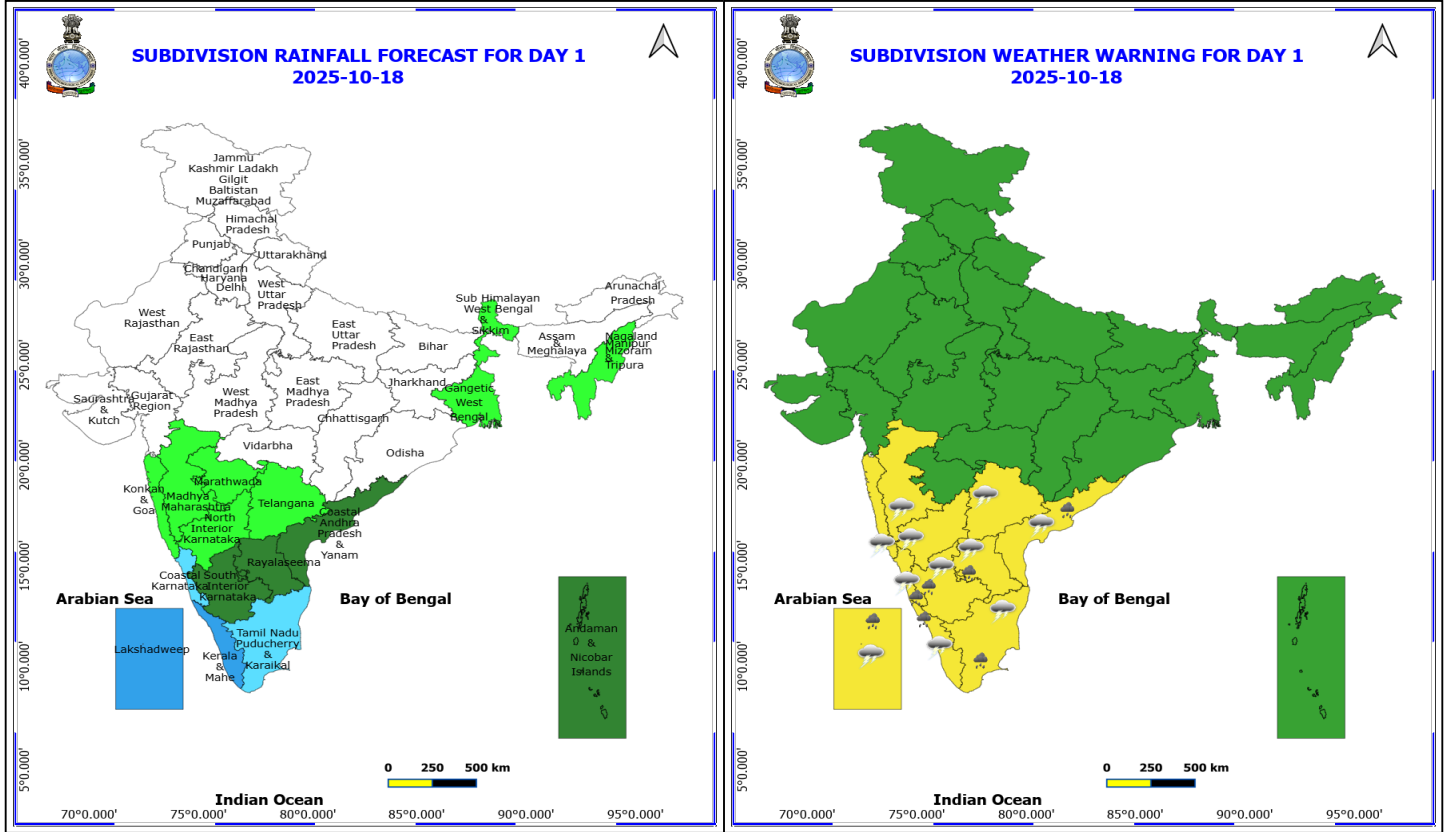 SUBDIVISION RAINFALL FORECAST FOR DAY 1
2025-10-18
40°0.000'
35°0.000'
30°0.000'
25°0.000'
20°0.000'
15°0.000'
10°0.000'
5°0.000'
Jammu
Kashmir Ladakh
Gilgit
Baltistan
Muzaffarabad
Himachal
Pradesh
Punjab
Uttarakhand
Chandigarh
Haryana
Delhi
West
Uttar
Pradesh
Arunachal
Pradesh
Sub Himalayan
West Bengal
&
Sikkim
West
Rajasthan
East
Rajasthan
East
Uttar
Pradesh
Bihar
Assam
&
Meghalaya
Nagaland
Manipur
Mizoram
&
Tripura
Saurashtra
&
Kutch
Gujarat
Region
West
Madhya
Pradesh
East
Madhya
Pradesh
Jharkhand
Gangetic
West
Bengal
Chhattisgarh
Vidarbha
Odisha
Konkan
&
Goa
Marathwada
Madhya
Maharashtra
Telangana
North
Interior
Karnataka
Coastal
Andhra
Pradesh
&
Yanam
Rayalaseema
Coastal
Karnataka
South
Interior
Karnataka
Arabian Sea
Bay of Bengal
Lakshadweep
Kerala
&
Mahe
Tamil Nadu
Puducherry
&
Karaikal
Andaman
&
Nicobar
Islands
0 250 500 km
Indian Ocean
70°0.000' 75°0.000' 80°0.000' 85°0.000' 90°0.000' 95°0.000'
SUBDIVISION WEATHER WARNING FOR DAY 1
2025-10-18
40°0.000'
35°0.000'
30°0.000'
25°0.000'
20°0.000'
15°0.000'
10°0.000'
5°0.000'
Arabian Sea
Bay of Bengal
0 250 500 km
Indian Ocean
70°0.000' 75°0.000' 80°0.000' 85°0.000' 90°0.000' 95°0.000'